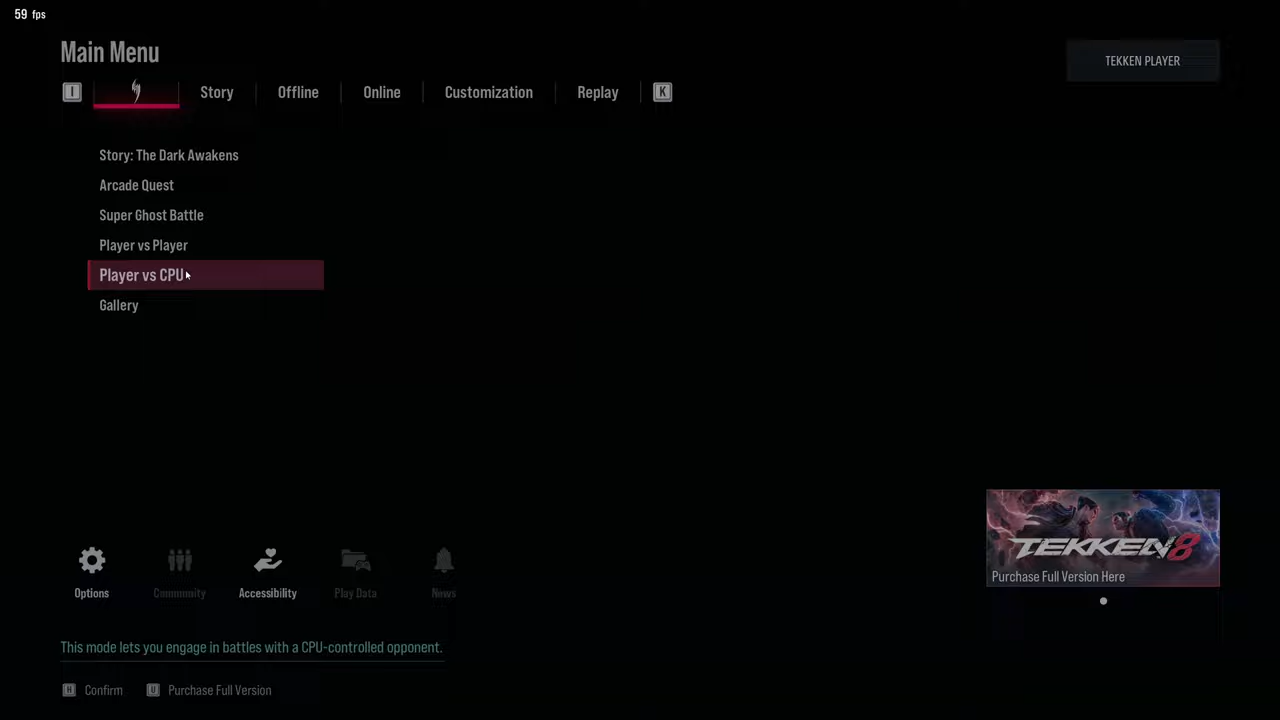 59 fps
Main Menu
TEKKEN PLAYER
I
Story
Offline
Online
Customization
Replay
K
Story: The Dark Awakens
Arcade Quest
Super Ghost Battle
Player vs Player
Player vs CPU
Gallery
TEKKEN 8
Purchase Full Version Here
Options
Community
Accessibility
Play Data
News
This mode lets you engage in battles with a CPU-controlled opponent.
H Confirm
U Purchase Full Version